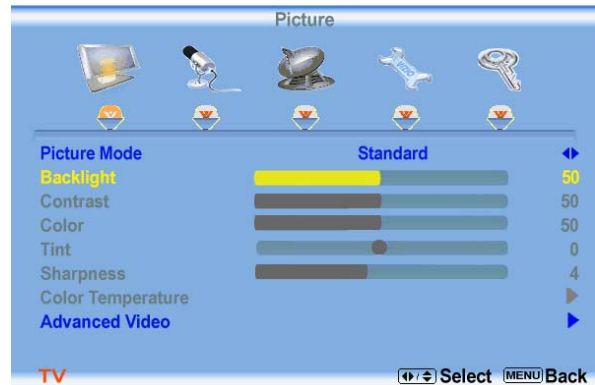 Picture
Picture Mode Standard
Backlight 50
Contrast 50
Color 50
Tint 0
Sharpness 4
Color Temperature
Advanced Video
TV Select MENU Back